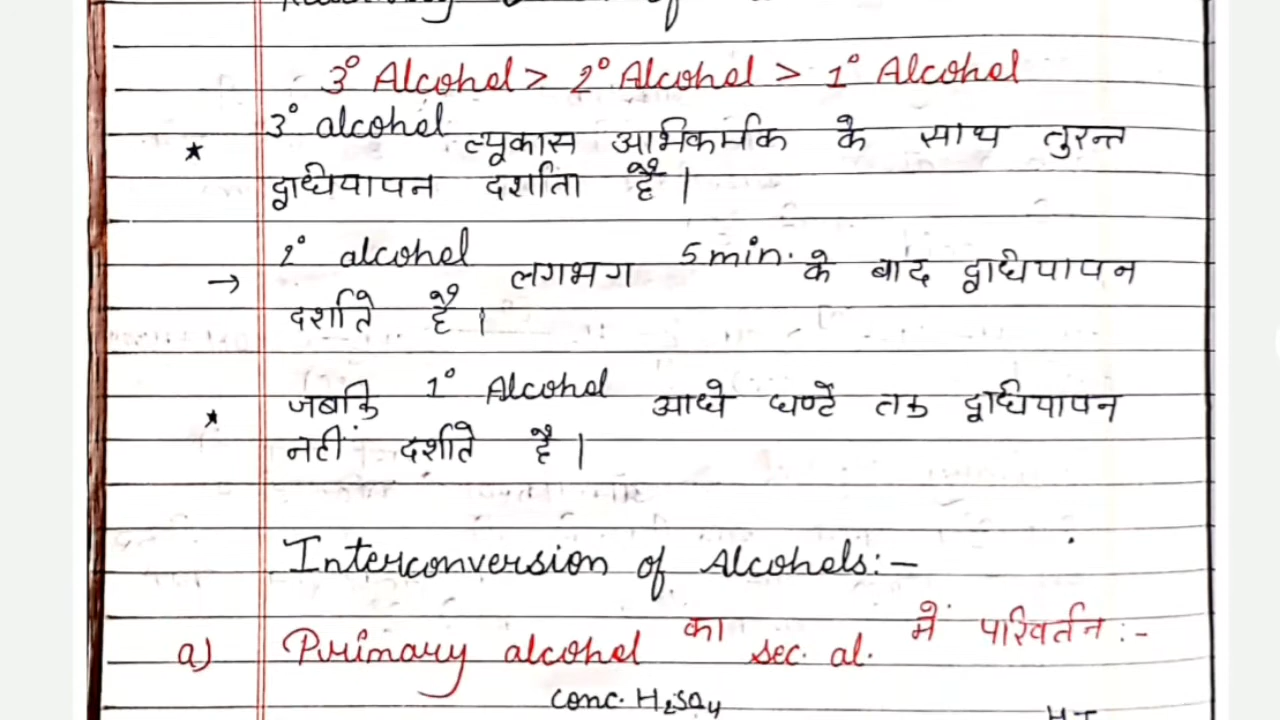 3° Alcohol > 2° Alcohol > 1° Alcohol
★ 3° alcohol ल्यूकास अभिकर्मक के साथ तुरन्त
द्वाधियापन दर्शाता है।
→ 2° alcohol लगभग 5 min. के बाद द्वाधियापन
दर्शाते है।
★ जबकि 1° Alcohol आधे घण्टें तक द्वाधियापन
नहीं दर्शाते है।
Interconversion of Alcohols:-
a) Primary alcohol का sec. al. में परिवर्तन :-
conc. H₂SO₄